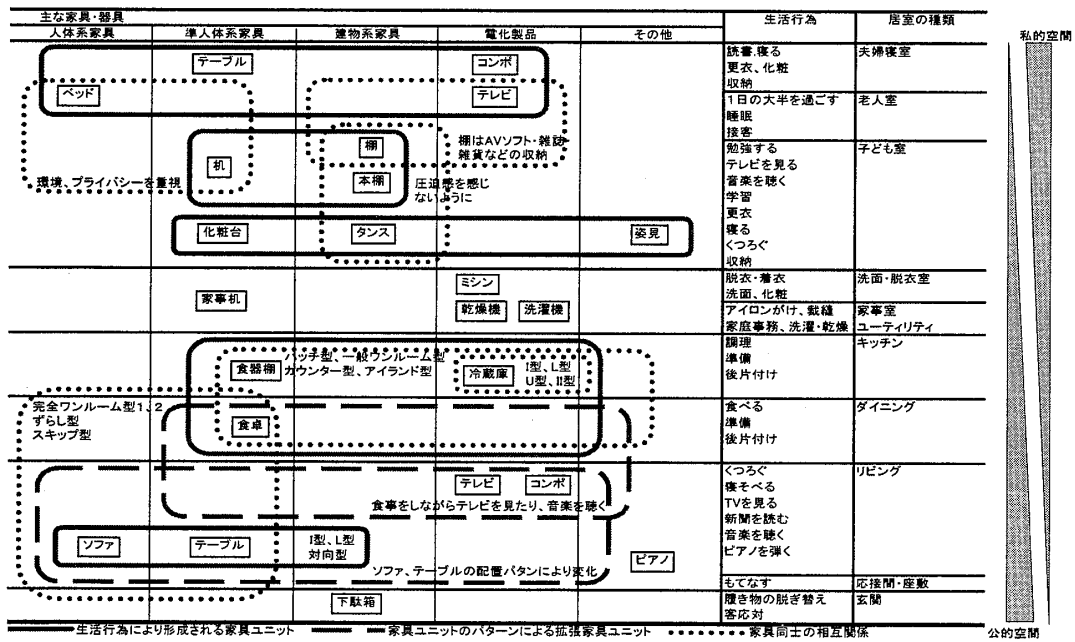 主な家具・器具
生活行為
居室の種類
人体系家具
準人体系家具
建物系家具
電化製品
その他
私的空間
テーブル
コンポ
読書、寝る
夫婦寝室
更衣、化粧
収納
ベッド
テレビ
1日の大半を過ごす
老人室
睡眠
接客
棚
棚はAVソフト・雑誌・
雑貨などの収納
机
本棚
環境、プライバシーを重視
圧迫感を感じ
ないように
勉強する
子ども室
テレビを見る
音楽を聴く
学習
更衣
寝る
くつろぐ
収納
化粧台
タンス
姿見
家事机
ミシン
乾燥機
洗濯機
脱衣・着衣
洗面・脱衣室
洗面、化粧
アイロンがけ、裁縫
家事室
家庭事務、洗濯・乾燥
ユーティリティ
食器棚
ハッチ型、一般ワンルーム型
カウンター型、アイランド型
冷蔵庫
I型、L型
U型、II型
調理
キッチン
準備
後片付け
完全ワンルーム型1、2
ずらし型
スキップ型
食卓
食べる
ダイニング
準備
後片付け
テレビ
コンポ
食事をしながらテレビを見たり、音楽を聴く
くつろぐ
リビング
寝そべる
TVを見る
新聞を読む
音楽を聴く
ピアノを弾く
ソファ
テーブル
I型、L型
対向型
ピアノ
ソファ、テーブルの配置パタンにより変化
もてなす
応接間・座敷
下駄箱
履き物の脱ぎ替え
玄関
客応対
生活行為により形成される家具ユニット
家具ユニットのパターンによる拡張家具ユニット
家具同士の相互関係
公的空間